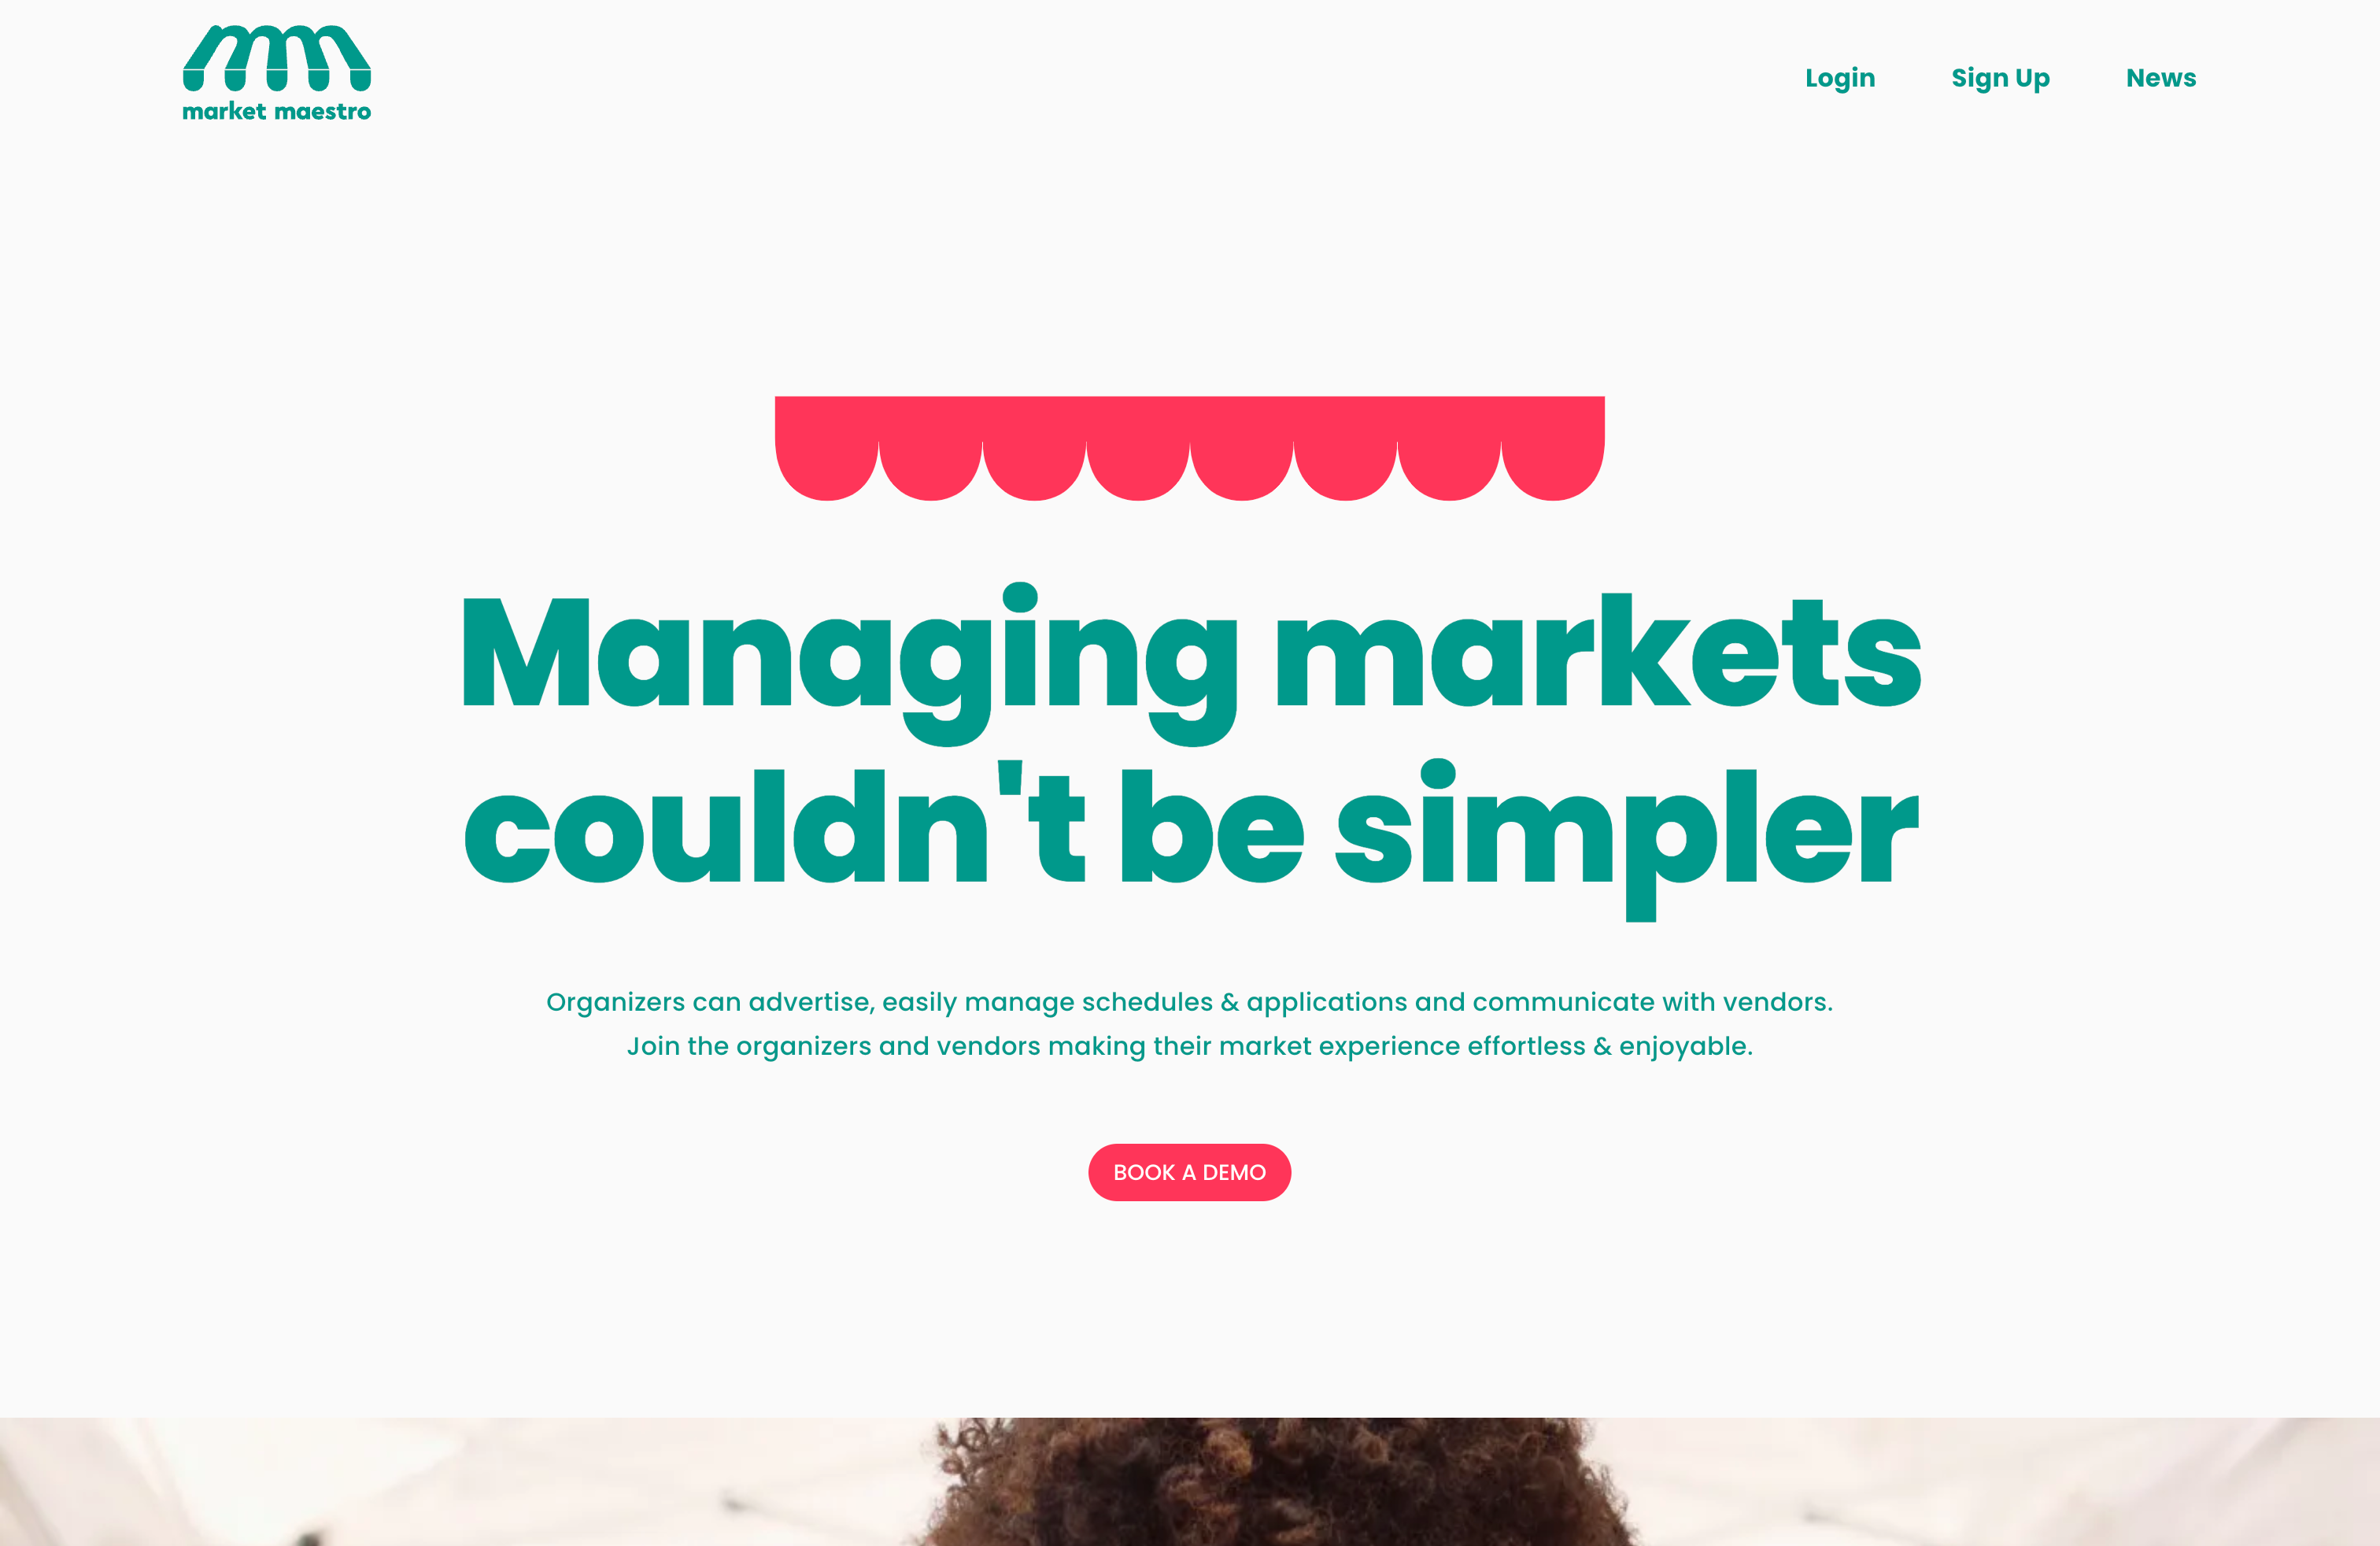 market maestro
Login
Sign Up
News
Managing markets
couldn't be simpler
Organizers can advertise, easily manage schedules & applications and communicate with vendors.
Join the organizers and vendors making their market experience effortless & enjoyable.
BOOK A DEMO